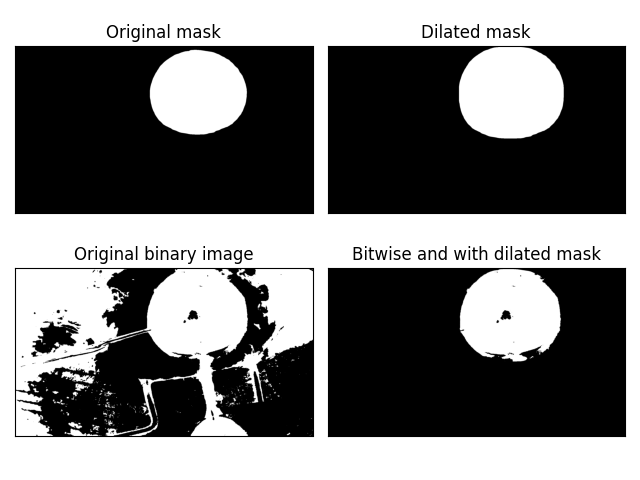 Original mask
Dilated mask
Original binary image
Bitwise and with dilated mask